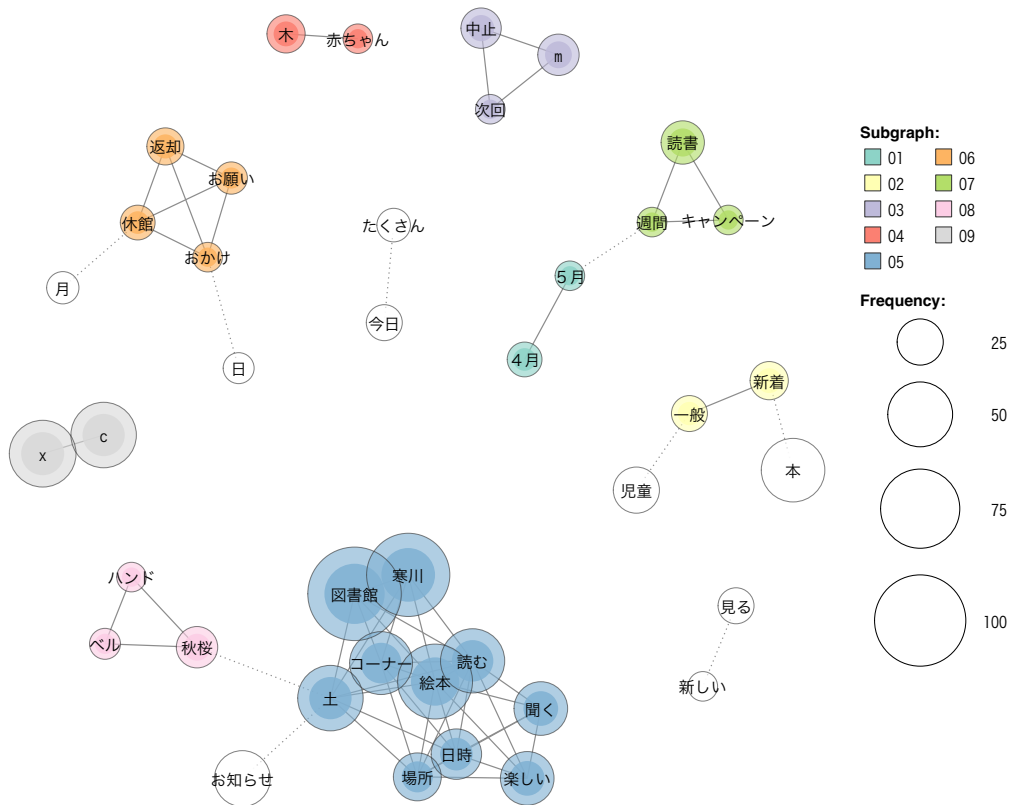 木
赤ちゃん
中止
m
次回
返却
お願い
休館
おかけ
月
日
たくさん
今日
読書
週間
キャンペーン
５月
４月
新着
一般
児童
本
x
c
ハンド
ベル
秋桜
図書館
寒川
コーナー
読む
絵本
土
聞く
日時
場所
楽しい
お知らせ
見る
新しい
Subgraph:
01 06
02 07
03 08
04 09
05
Frequency:
25
50
75
100